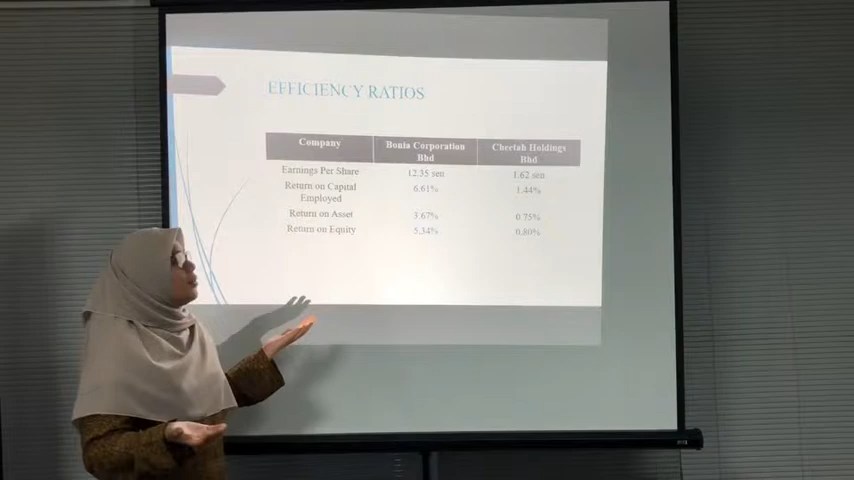 EFFICIENCY RATIOS
Company
Bonia Corporation
Bhd
Cheetah Holdings
Bhd
Earnings Per Share
12.35 sen
1.62 sen
Return on Capital
Employed
6.61%
1.44%
Return on Asset
3.67%
0.75%
Return on Equity
5.34%
0.80%